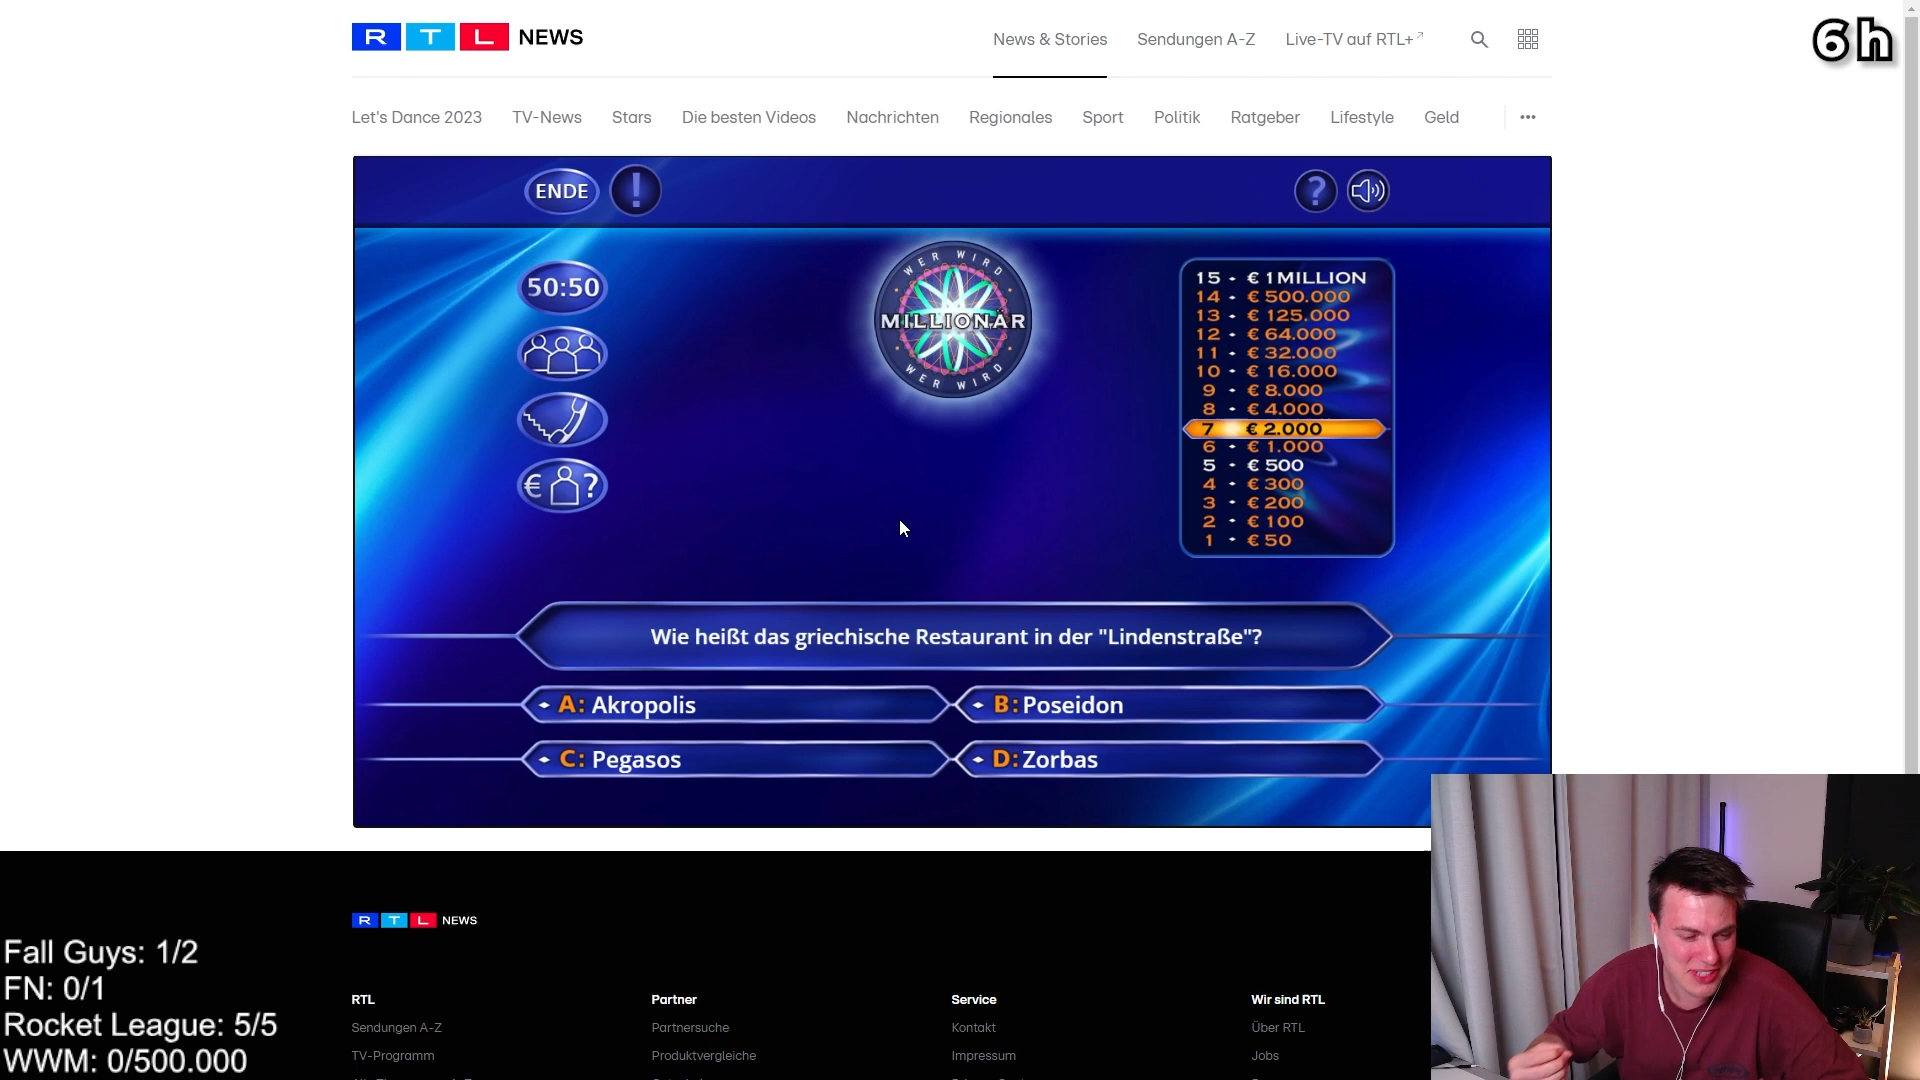 RTL NEWS
News & Stories
Sendungen A-Z
Live-TV auf RTL+
6h
Let's Dance 2023
TV-News
Stars
Die besten Videos
Nachrichten
Regionales
Sport
Politik
Ratgeber
Lifestyle
Geld
ENDE
!
?
50:50
€ ?
WER WIRD
MILLIONÄR
WER WIRD
15 • € 1 MILLION
14 • € 500.000
13 • € 125.000
12 • € 64.000
11 • € 32.000
10 • € 16.000
9 • € 8.000
8 • € 4.000
7 • € 2.000
6 • € 1.000
5 • € 500
4 • € 300
3 • € 200
2 • € 100
1 • € 50
Wie heißt das griechische Restaurant in der "Lindenstraße"?
A: Akropolis
B: Poseidon
C: Pegasos
D: Zorbas
RTL NEWS
Fall Guys: 1/2
FN: 0/1
Rocket League: 5/5
WWM: 0/500.000
RTL
Sendungen A-Z
TV-Programm
Partner
Partnersuche
Produktvergleiche
Service
Kontakt
Impressum
Wir sind RTL
Über RTL
Jobs